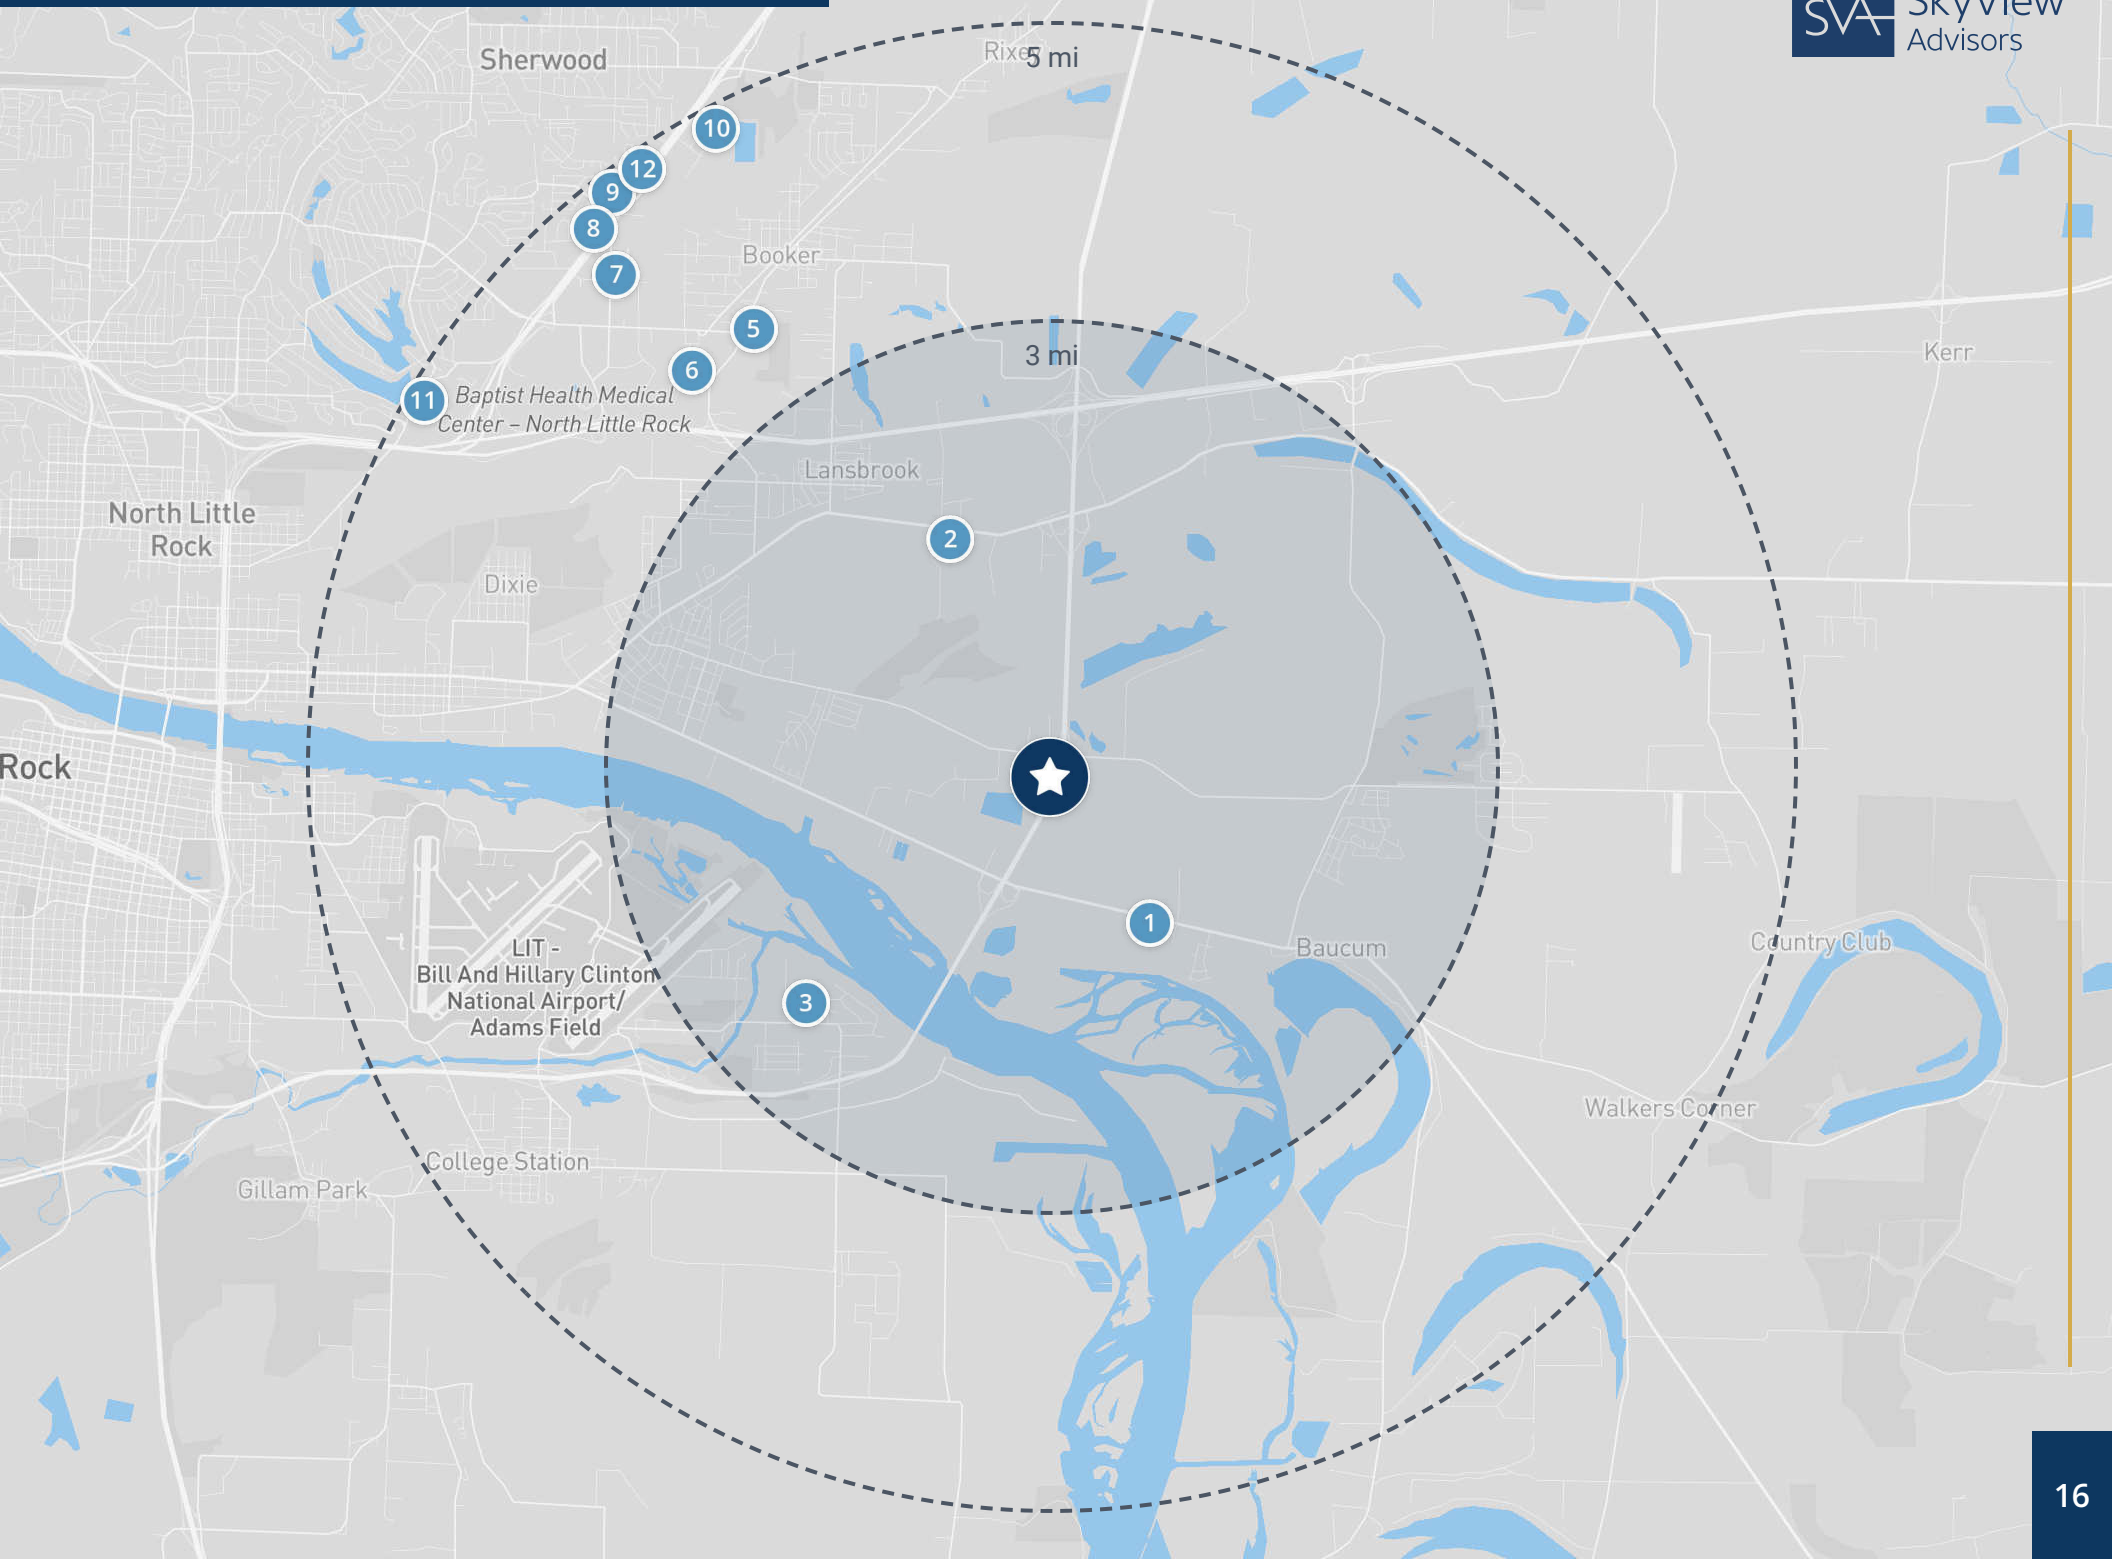 SkyView
SVA
Advisors
Sherwood
5 mi
10
12
9
8
7
Booker
5
3 mi
Kerr
6
11
Baptist Health Medical
Center – North Little Rock
Lansbrook
North Little
Rock
2
Dixie
Rock
1
LIT -
Bill And Hillary Clinton
National Airport/
Adams Field
Baucum
Country Club
3
Walkers Corner
College Station
Gillam Park
16